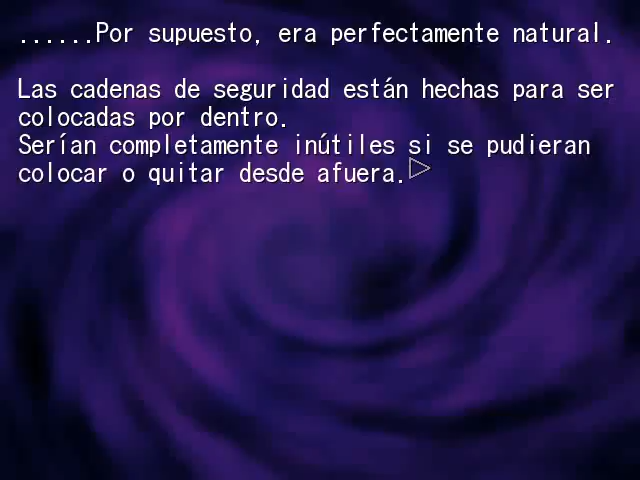 ......Por supuesto, era perfectamente natural.
Las cadenas de seguridad están hechas para ser
colocadas por dentro.
Serían completamente inútiles si se pudieran
colocar o quitar desde afuera.